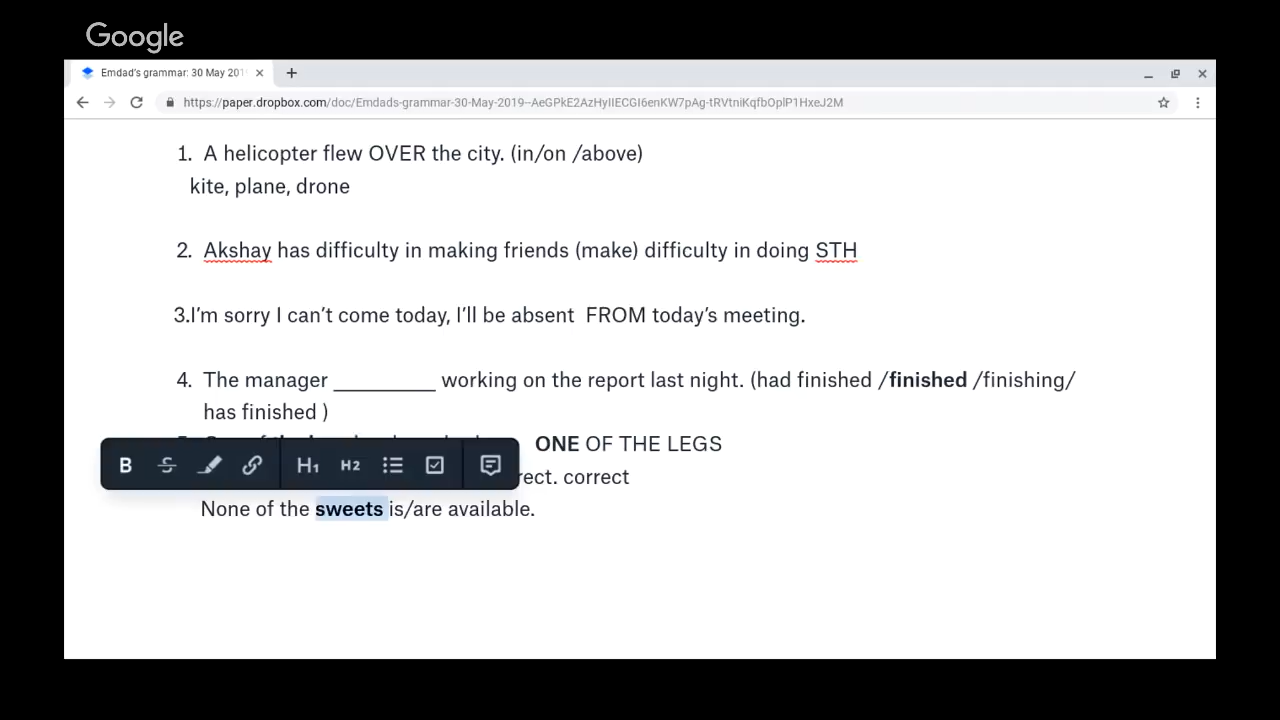 Google
Emdad's grammar: 30 May 201
https://paper.dropbox.com/doc/Emdads-grammar-30-May-2019--AeGPkE2AzHyIIECGI6enKW7pAg-tRVtniKqfbOplP1HxeJ2M
1. A helicopter flew OVER the city. (in/on /above)
kite, plane, drone
2. Akshay has difficulty in making friends (make) difficulty in doing STH
3.I'm sorry I can't come today, I'll be absent FROM today's meeting.
4. The manager __________ working on the report last night. (had finished /finished /finishing/
has finished )
ONE OF THE LEGS
B S H1 H2
rect. correct
None of the sweets is/are available.